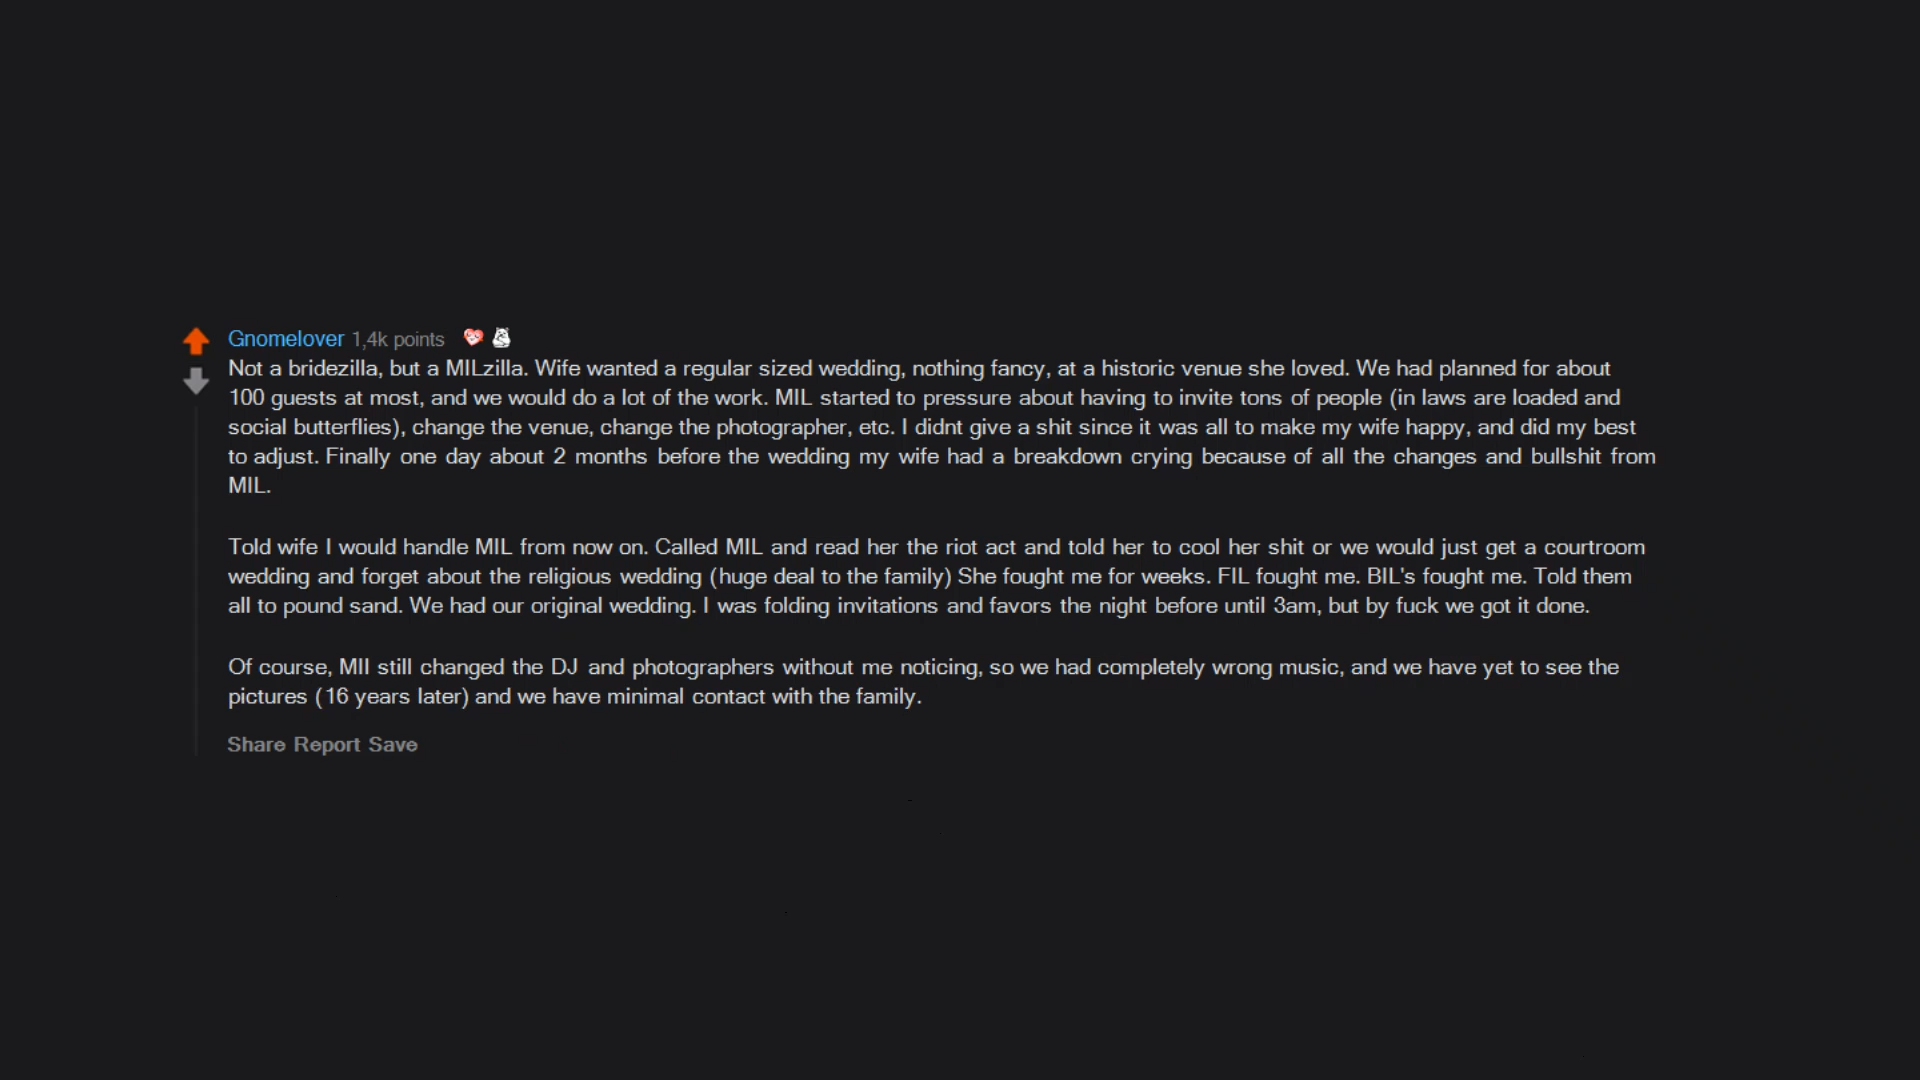 Gnomelover 1,4k points
Not a bridezilla, but a MILzilla. Wife wanted a regular sized wedding, nothing fancy, at a historic venue she loved. We had planned for about
100 guests at most, and we would do a lot of the work. MIL started to pressure about having to invite tons of people (in laws are loaded and
social butterflies), change the venue, change the photographer, etc. I didnt give a shit since it was all to make my wife happy, and did my best
to adjust. Finally one day about 2 months before the wedding my wife had a breakdown crying because of all the changes and bullshit from
MIL.
Told wife I would handle MIL from now on. Called MIL and read her the riot act and told her to cool her shit or we would just get a courtroom
wedding and forget about the religious wedding (huge deal to the family) She fought me for weeks. FIL fought me. BIL's fought me. Told them
all to pound sand. We had our original wedding. I was folding invitations and favors the night before until 3am, but by fuck we got it done.
Of course, MII still changed the DJ and photographers without me noticing, so we had completely wrong music, and we have yet to see the
pictures (16 years later) and we have minimal contact with the family.
Share Report Save